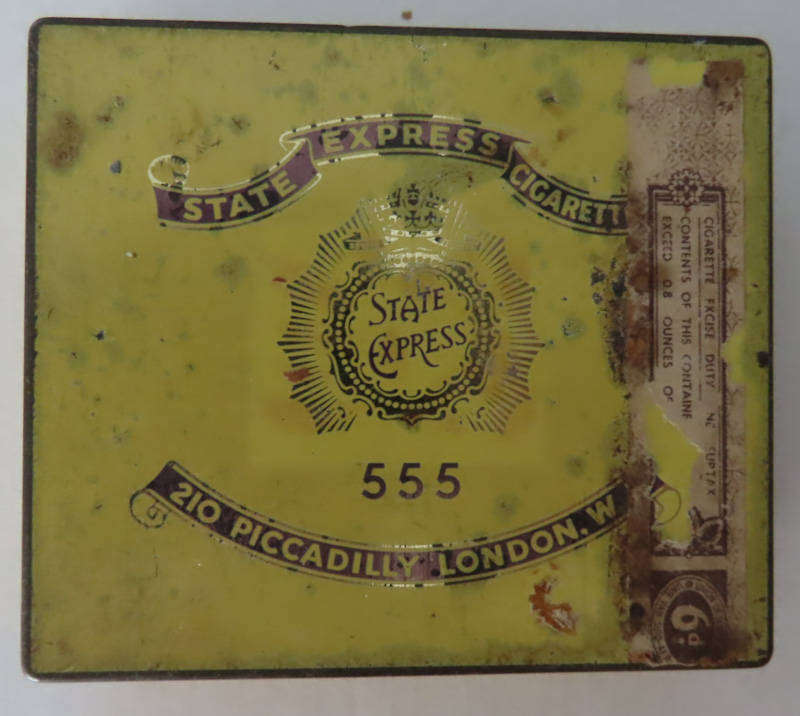 STATE EXPRESS CIGARETT
STATE
EXPRESS
555
210 PICCADILLY LONDON. W
CIGARETTE EXCISE DUTY
CONTENTS OF THIS CONTAINE
EXCEED 0.8 OUNCES OF